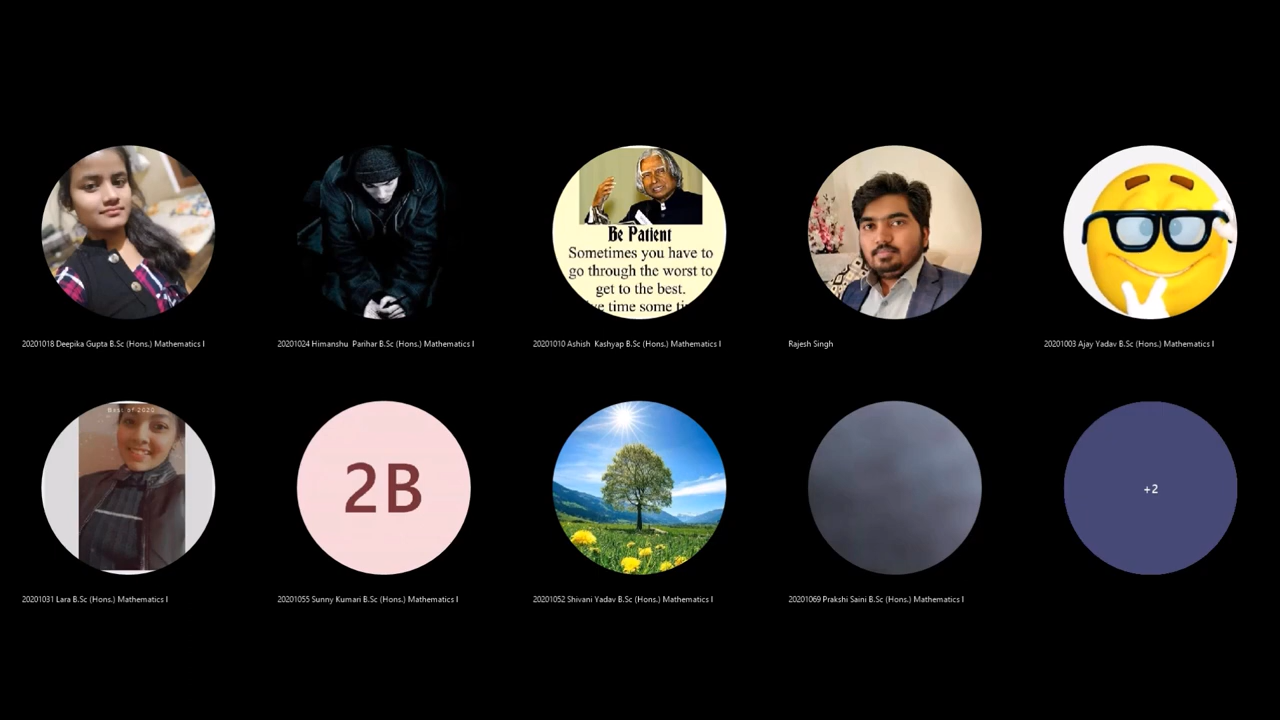 Be Patient
Sometimes you have to
go through the worst to
get to the best.
time some
20201018 Deepika Gupta B.Sc (Hons.) Mathematics I
20201024 Himanshu Parihar B.Sc (Hons.) Mathematics I
20201010 Ashish Kashyap B.Sc (Hons.) Mathematics I
Rajesh Singh
20201003 Ajay Yadav B.Sc (Hons.) Mathematics I
Best of 2020
2B
+2
20201031 Lara B.Sc (Hons.) Mathematics I
20201055 Sunny Kumari B.Sc (Hons.) Mathematics I
20201052 Shivani Yadav B.Sc (Hons.) Mathematics I
20201069 Prakshi Saini B.Sc (Hons.) Mathematics I